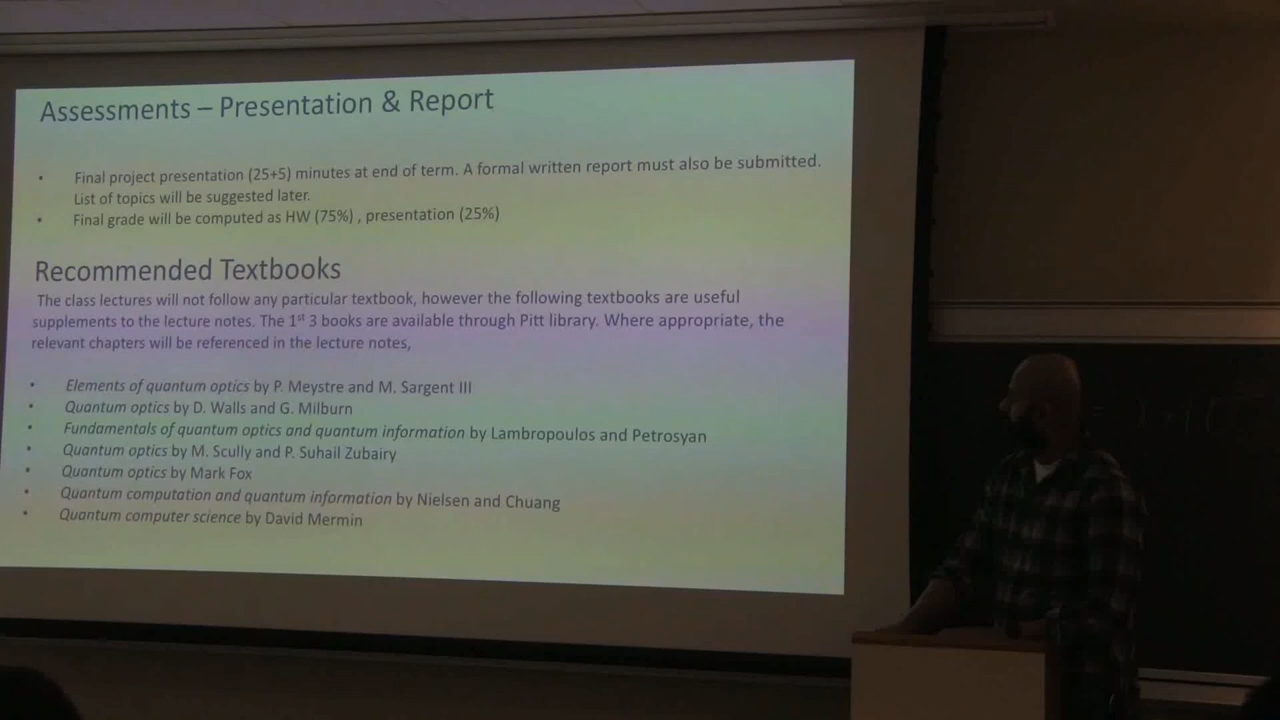 Assessments – Presentation & Report
• Final project presentation (25+5) minutes at end of term. A formal written report must also be submitted.
List of topics will be suggested later.
• Final grade will be computed as HW (75%) , presentation (25%)
Recommended Textbooks
The class lectures will not follow any particular textbook, however the following textbooks are useful
supplements to the lecture notes. The 1st 3 books are available through Pitt library. Where appropriate, the
relevant chapters will be referenced in the lecture notes,
• Elements of quantum optics by P. Meystre and M. Sargent III
• Quantum optics by D. Walls and G. Milburn
• Fundamentals of quantum optics and quantum information by Lambropoulos and Petrosyan
• Quantum optics by M. Scully and P. Suhail Zubairy
• Quantum optics by Mark Fox
• Quantum computation and quantum information by Nielsen and Chuang
• Quantum computer science by David Mermin